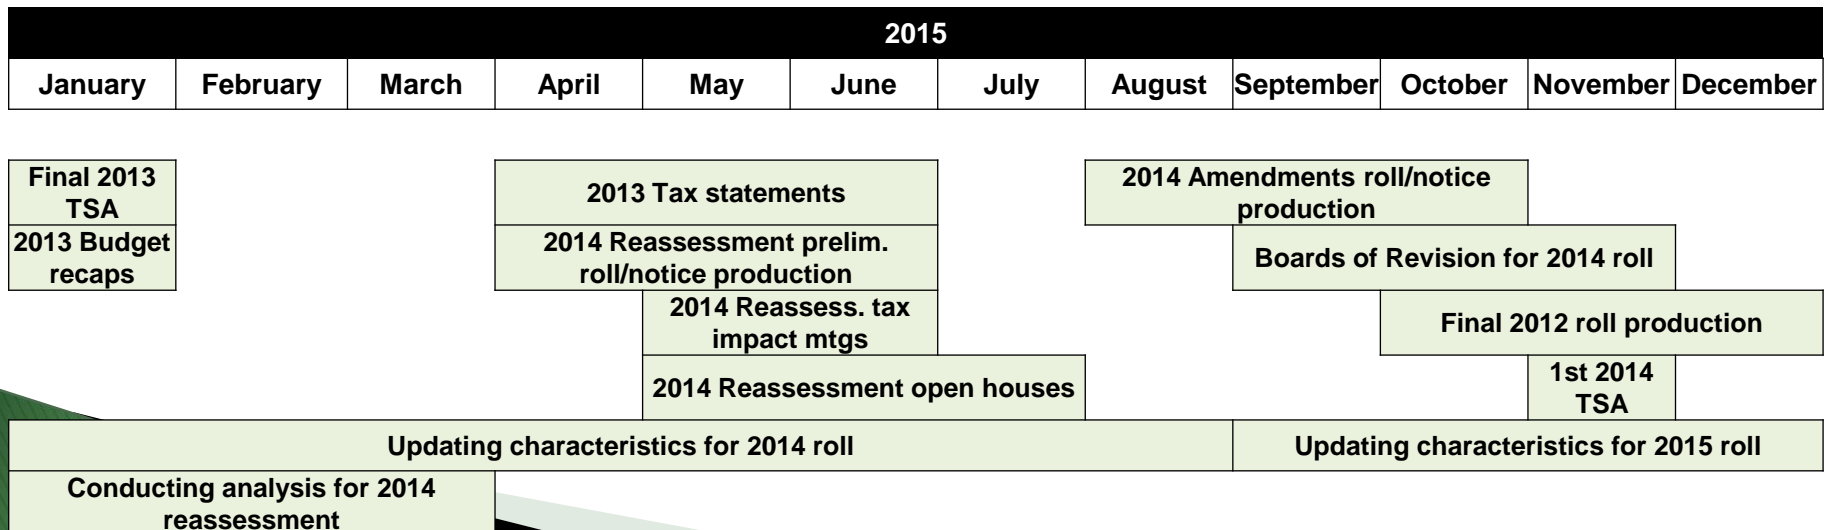 2015
January February March April May June July August September October November December
Final 2013
TSA
2013 Tax statements
2014 Amendments roll/notice
production
2013 Budget
recaps
2014 Reassessment prelim.
roll/notice production
Boards of Revision for 2014 roll
2014 Reassess. tax
impact mtgs
Final 2012 roll production
2014 Reassessment open houses
1st 2014
TSA
Updating characteristics for 2014 roll
Updating characteristics for 2015 roll
Conducting analysis for 2014
reassessment